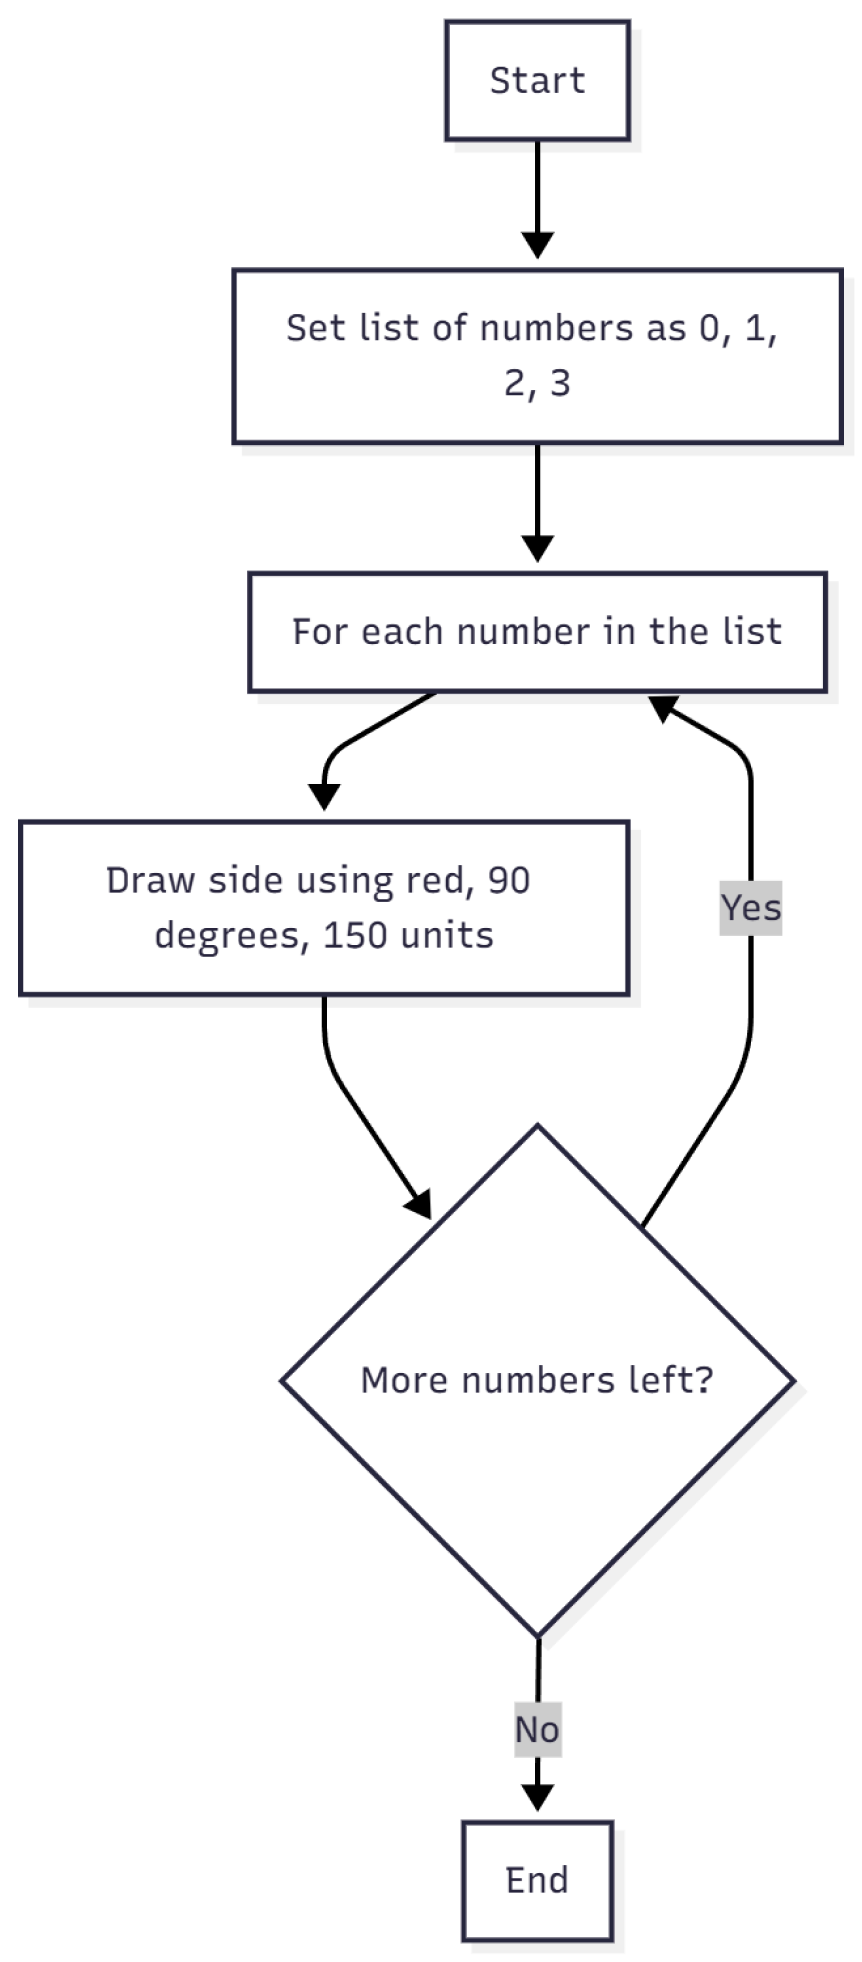 Start
Set list of numbers as 0, 1,
2, 3
For each number in the list
Draw side using red, 90
degrees, 150 units
Yes
More numbers left?
No
End